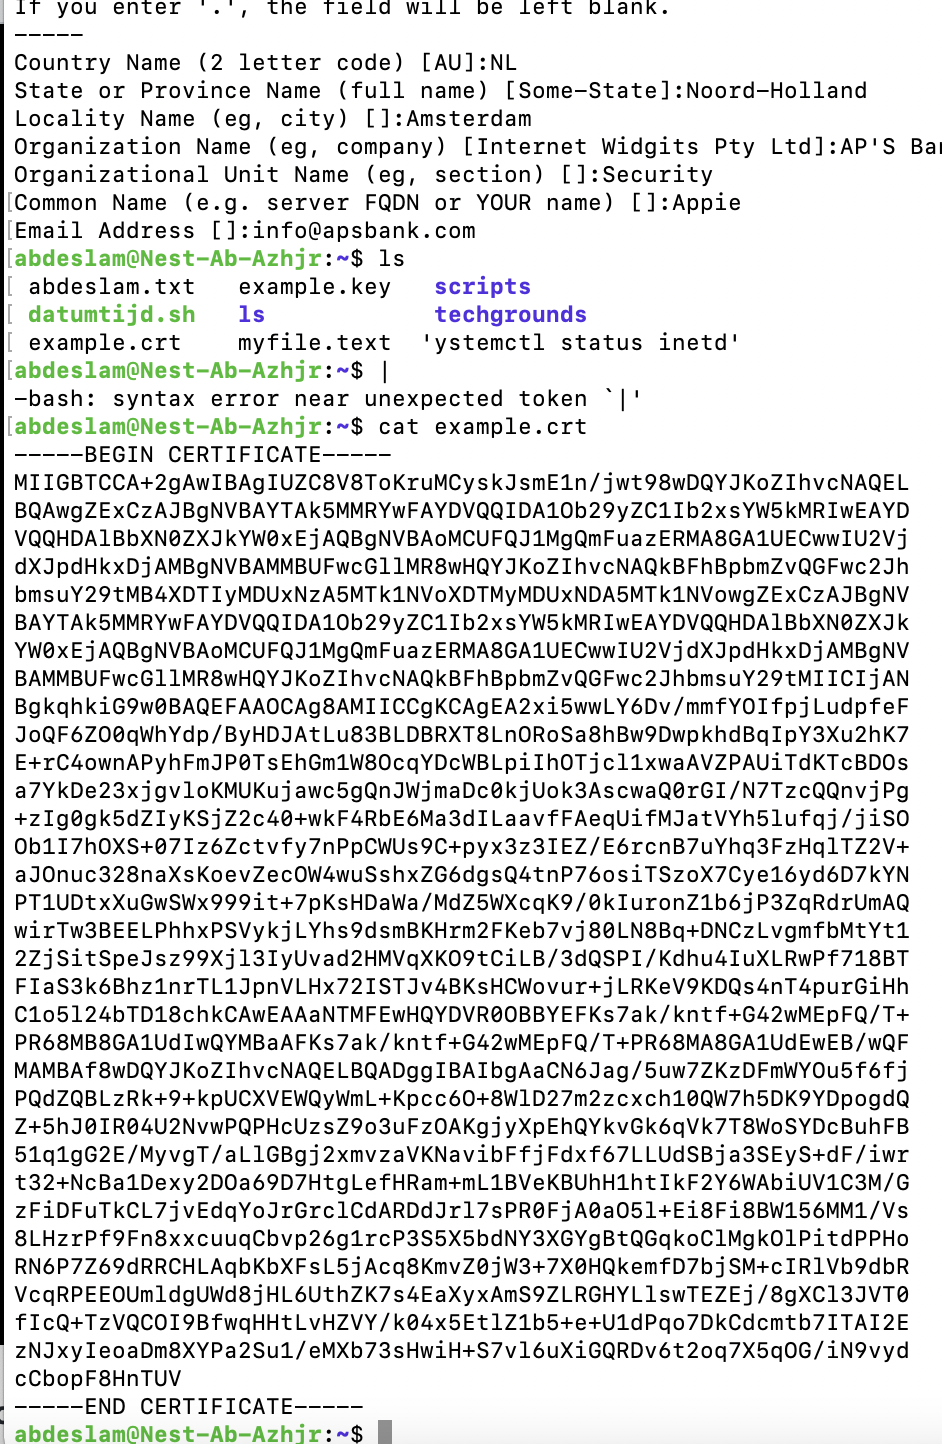 If you enter '.', the field will be left blank.
-----
Country Name (2 letter code) [AU]:NL
State or Province Name (full name) [Some-State]:Noord-Holland
Locality Name (eg, city) []:Amsterdam
Organization Name (eg, company) [Internet Widgits Pty Ltd]:AP'S Ban
Organizational Unit Name (eg, section) []:Security
[Common Name (e.g. server FQDN or YOUR name) []:Appie
[Email Address []:info@apsbank.com
[abdeslam@Nest-Ab-Azhjr:~$ ls
[ abdeslam.txt   example.key   scripts
[ datumtijd.sh   ls            techgrounds
[ example.crt    myfile.text  'ystemctl status inetd'
[abdeslam@Nest-Ab-Azhjr:~$ |
-bash: syntax error near unexpected token `|'
[abdeslam@Nest-Ab-Azhjr:~$ cat example.crt
-----BEGIN CERTIFICATE-----
MIIGBTCCA+2gAwIBAgIUZC8V8ToKruMCyskJsmE1n/jwt98wDQYJKoZIhvcNAQEL
BQAwgZExCzAJBgNVBAYTAk5MMRYwFAYDVQQIDA1Ob29yZC1Ib2xsYW5kMRIwEAYD
VQQHDAlBbXN0ZXJkYW0xEjAQBgNVBAoMCUFQJ1MgQmFuazERMA8GA1UECwwIU2Vj
dXJpdHkxDjAMBgNVBAMMBUFwcGllMR8wHQYJKoZIhvcNAQkBFhBpbmZvQGFwc2Jh
bmsuY29tMB4XDTIyMDUxNzA5MTk1NVoXDTMyMDUxNDA5MTk1NVowgZExCzAJBgNV
BAYTAk5MMRYwFAYDVQQIDA1Ob29yZC1Ib2xsYW5kMRIwEAYDVQQHDAlBbXN0ZXJk
YW0xEjAQBgNVBAoMCUFQJ1MgQmFuazERMA8GA1UECwwIU2VjdXJpdHkxDjAMBgNV
BAMMBUFwcGllMR8wHQYJKoZIhvcNAQkBFhBpbmZvQGFwc2JhbmsuY29tMIICIjAN
BgkqhkiG9w0BAQEFAAOCAg8AMIICCgKCAgEA2xi5wwLY6Dv/mmfYOIfpjLudpfeF
JoQF6ZO0qWhYdp/ByHDJAtLu83BLDBRXT8LnORoSa8hBw9DwpkhdBqIpY3Xu2hK7
E+rC4ownAPyhFmJP0TsEhGm1W8OcqYDcWBLpiIhOTjcl1xwaAVZPAUiTdKTcBDOs
a7YkDe23xjgvloKMUKujawc5gQnJWjmaDc0kjUok3AscwaQ0rGI/N7TzcQQnvjPg
+zIg0gk5dZIyKSjZ2c40+wkF4RbE6Ma3dILaavfFAeqUifMJatVYh5lufqj/jiSO
Ob1I7hOXS+07Iz6Zctvfy7nPpCWUs9C+pyx3z3IEZ/E6rcnB7uYhq3FzHqlTZ2V+
aJOnuc328naXsKoevZecOW4wuSshxZG6dgsQ4tnP76osiTSzoX7Cye16yd6D7kYN
PT1UDtxXuGwSWx999it+7pKsHDaWa/MdZ5WXcqK9/0kIuronZ1b6jP3ZqRdrUmAQ
wirTw3BEELPhhxPSVykjLYhs9dsmBKHrm2FKeb7vj80LN8Bq+DNCzLvgmfbMtYt1
2ZjSitSpeJsz99Xjl3IyUvad2HMVqXKO9tCiLB/3dQSPI/Kdhu4IuXLRwPf718BT
FIaS3k6Bhz1nrTL1JpnVLHx72ISTJv4BKsHCWovur+jLRKeV9KDQs4nT4purGiHh
C1o5l24bTD18chkCAwEAAaNTMFEwHQYDVR0OBBYEFKs7ak/kntf+G42wMEpFQ/T+
PR68MB8GA1UdIwQYMBaAFKs7ak/kntf+G42wMEpFQ/T+PR68MA8GA1UdEwEB/wQF
MAMBAf8wDQYJKoZIhvcNAQELBQADggIBAIbgAaCN6Jag/5uw7ZKzDFmWYOu5f6fj
PQdZQBLzRk+9+kpUCXVEWQyWmL+Kpcc6O+8WlD27m2zcxch10QW7h5DK9YDpogdQ
Z+5hJ0IR04U2NvwPQPHcUzsZ9o3uFzOAKgjyXpEhQYkvGk6qVk7T8WoSYDcBuhFB
51q1gG2E/MyvgT/aLlGBgj2xmvzaVKNavibFfjFdxf67LLUdSBja3SEyS+dF/iwr
t32+NcBa1Dexy2DOa69D7HtgLefHRam+mL1BVeKBUhH1htIkF2Y6WAbiUV1C3M/G
zFiDFuTkCL7jvEdqYoJrGrclCdARDdJrl7sPR0FjA0aO5l+Ei8Fi8BW156MM1/Vs
8LHzrPf9Fn8xxcuuqCbvp26g1rcP3S5X5bdNY3XGYgBtQGqkoClMgkOlPitdPPHo
RN6P7Z69dRRCHLAqbKbXFsL5jAcq8KmvZ0jW3+7X0HQkemfD7bjSM+cIRlVb9dbR
VcqRPEEOUmldgUWd8jHL6UthZK7s4EaXyxAmS9ZLRGHYLlswTEZEj/8gXCl3JVT0
fIcQ+TzVQCOI9BfwqHHtLvHZVY/k04x5EtlZ1b5+e+U1dPqo7DkCdcmtb7ITAI2E
zNJxyIeoaDm8XYPa2Su1/eMXb73sHwiH+S7vl6uXiGQRDv6t2oq7X5qOG/iN9vyd
cCbopF8HnTUV
-----END CERTIFICATE-----
abdeslam@Nest-Ab-Azhjr:~$